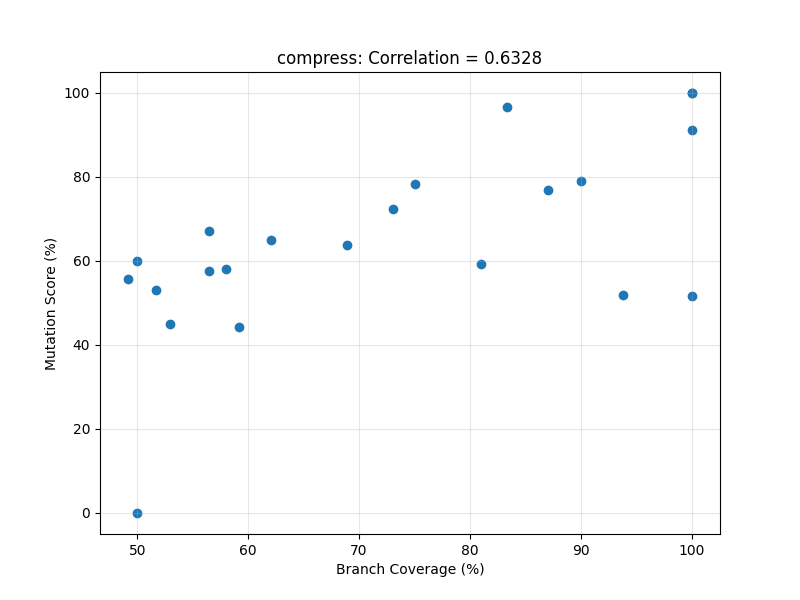 compress: Correlation = 0.6328
100
80
60
40
20
0
Mutation Score (%)
50 60 70 80 90 100
Branch Coverage (%)